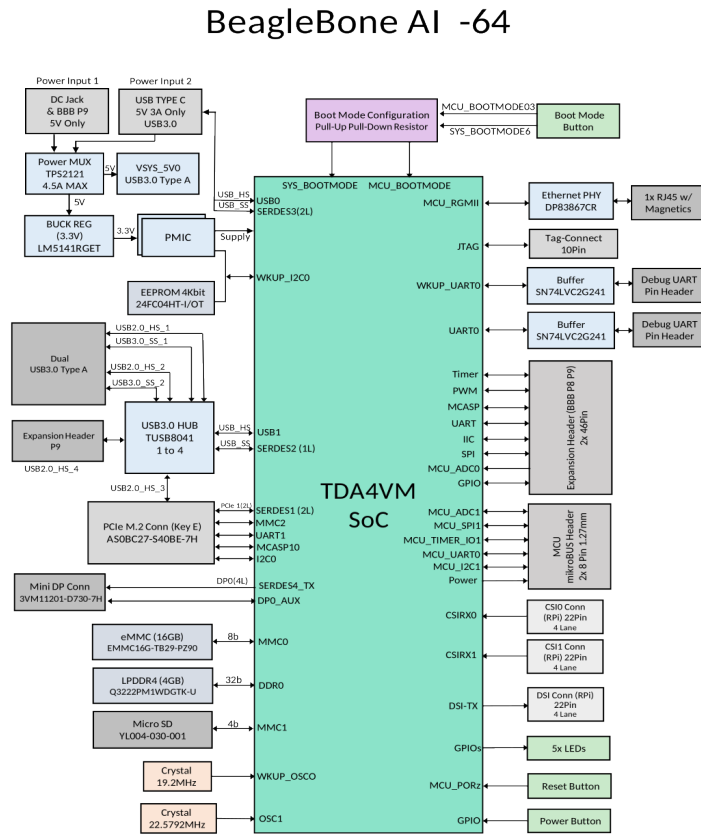 BeagleBone AI -64
Power Input 1
Power Input 2
DC Jack
& BBB P9
5V Only
USB TYPE C
5V 3A Only
USB3.0
Boot Mode Configuration
Pull-Up Pull-Down Resistor
MCU_BOOTMODE03
SYS_BOOTMODE6
Boot Mode
Button
Power MUX
TPS2121
4.5A MAX
5V
VSYS_5V0
USB3.0 Type A
5V
BUCK REG
(3.3V)
LM5141RGET
3.3V
PMIC
Supply
USB_HS
USB_SS
EEPROM 4Kbit
24FC04HT-I/OT
SYS_BOOTMODE
MCU_BOOTMODE
USB0
SERDES3(2L)
WKUP_I2C0
MCU_RGMII
Ethernet PHY
DP83867CR
1x RJ45 w/
Magnetics
JTAG
Tag-Connect
10Pin
WKUP_UART0
Buffer
SN74LVC2G241
Debug UART
Pin Header
UART0
Buffer
SN74LVC2G241
Debug UART
Pin Header
Dual
USB3.0 Type A
USB2.0_HS_1
USB3.0_SS_1
USB2.0_HS_2
USB3.0_SS_2
USB3.0 HUB
TUSB8041
1 to 4
Expansion Header
P9
USB2.0_HS_4
USB_HS
USB_SS
USB1
SERDES2 (1L)
USB2.0_HS_3
Timer
PWM
MCASP
UART
IIC
SPI
MCU_ADC0
GPIO
Expansion Header (BBB P8 P9)
2x 46Pin
TDA4VM
SoC
PCIe M.2 Conn (Key E)
AS0BC27-S40BE-7H
PCIe 1(2L)
SERDES1 (2L)
MMC2
UART1
MCASP10
I2C0
MCU_ADC1
MCU_SPI1
MCU_TIMER_IO1
MCU_UART0
MCU_I2C1
Power
MCU
mikroBUS Header
2x 8 Pin 1.27mm
Mini DP Conn
3VM11201-D730-7H
DP0(4L)
SERDES4_TX
DP0_AUX
CSIRX0
CSI0 Conn
(RPi) 22Pin
4 Lane
CSIRX1
CSI1 Conn
(RPi) 22Pin
4 Lane
eMMC (16GB)
EMMC16G-TB29-PZ90
8b
MMC0
LPDDR4 (4GB)
Q3222PM1WDGTK-U
32b
DDR0
Micro SD
YL004-030-001
4b
MMC1
DSI-TX
DSI Conn (RPi)
22Pin
4 Lane
GPIOs
5x LEDs
Crystal
19.2MHz
WKUP_OSCO
MCU_PORz
Reset Button
Crystal
22.5792MHz
OSC1
GPIO
Power Button